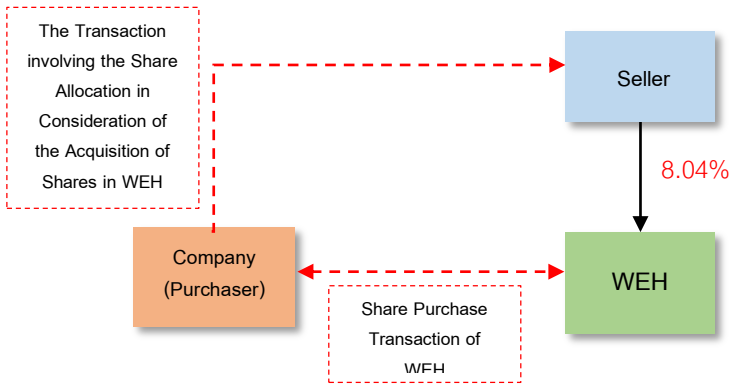 The Transaction
involving the Share
Allocation in
Consideration of
the Acquisition of
Shares in WEH
Seller
8.04%
Company
(Purchaser)
WEH
Share Purchase
Transaction of
WEH